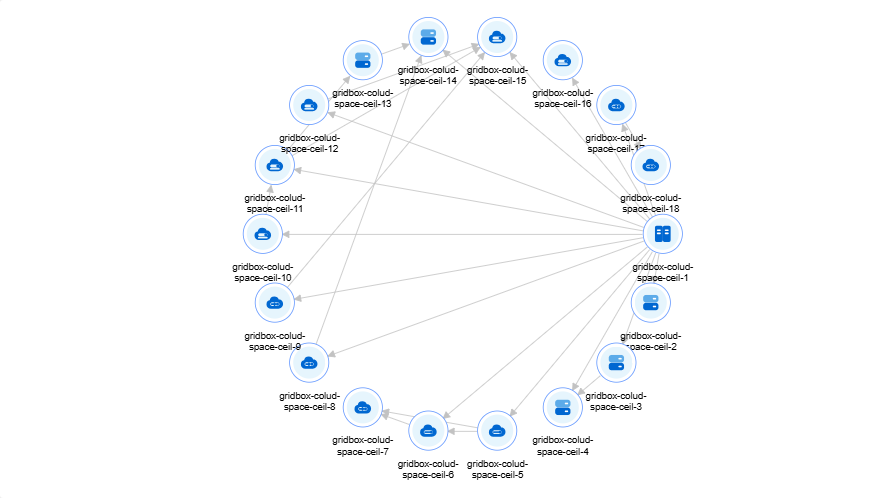 gridbox-colud-
space-ceil-14
gridbox-colud-
space-ceil-15
gridbox-colud-
space-ceil-13
gridbox-colud-
space-ceil-16
gridbox-colud-
space-ceil-12
gridbox-colud-
space-ceil-17
gridbox-colud-
space-ceil-11
gridbox-colud-
space-ceil-18
gridbox-colud-
space-ceil-10
gridbox-colud-
space-ceil-1
gridbox-colud-
space-ceil-9
gridbox-colud-
space-ceil-2
gridbox-colud-
space-ceil-8
gridbox-colud-
space-ceil-3
gridbox-colud-
space-ceil-7
gridbox-colud-
space-ceil-4
gridbox-colud-
space-ceil-6
gridbox-colud-
space-ceil-5